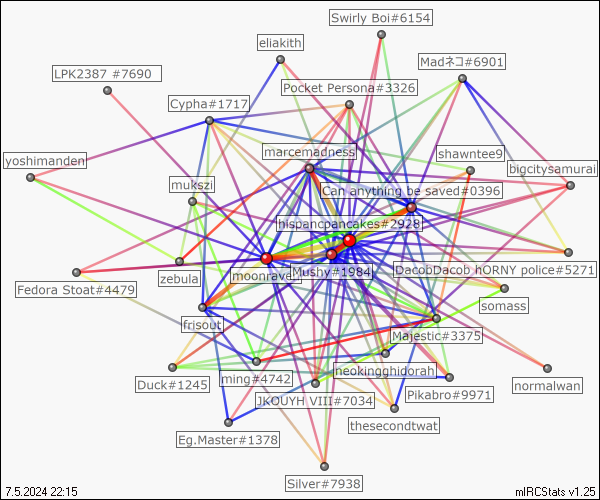 Swirly Boi#6154
eliakith
Madネコ#6901
LPK2387 #7690
Pocket Persona#3326
Cypha#1717
marcemadness
shawntee9
yoshimanden
bigcitysamurai
mukszi
Can anything be saved#0396
hispancpancakes#2928
DacobDacob hORNY police#5271
zebula
moonraven
Mushy#1984
Fedora Stoat#4479
somass
frisout
Majestic#3375
neokingghidorah
Duck#1245
ming#4742
normalwan
JKOUYH VIII#7034
Pikabro#9971
thesecondtwat
Eg.Master#1378
Silver#7938
7.5.2024 22:15
mIRCStats v1.25